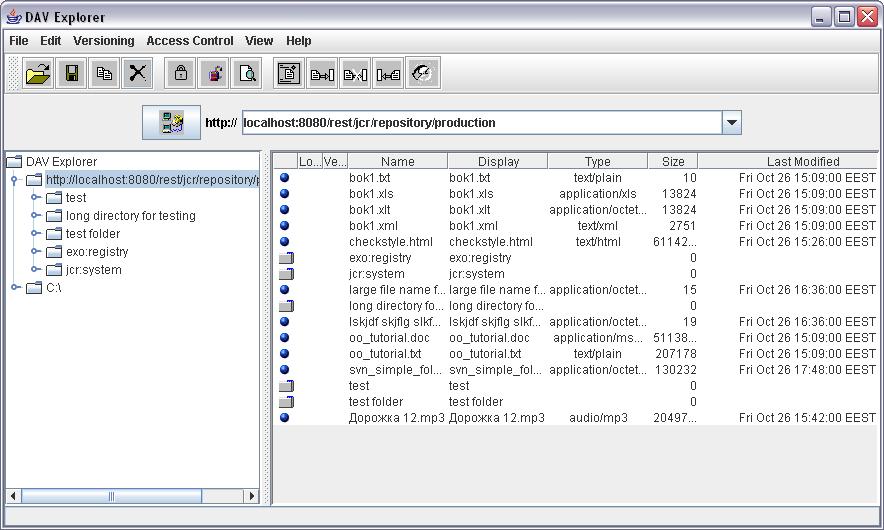 DAV Explorer
File Edit Versioning Access Control View Help
http:// localhost:8080/rest/jcr/repository/production
DAV Explorer
http://localhost:8080/rest/jcr/repository/p
test
long directory for testing
test folder
exo:registry
jcr:system
C:\
Lo... Ve... Name Display Type Size Last Modified
bok1.txt bok1.txt text/plain 10 Fri Oct 26 15:09:00 EEST
bok1.xls bok1.xls application/xls 13824 Fri Oct 26 15:09:00 EEST
bok1.xlt bok1.xlt application/octet... 13824 Fri Oct 26 15:09:00 EEST
bok1.xml bok1.xml text/xml 2751 Fri Oct 26 15:09:00 EEST
checkstyle.html checkstyle.html text/html 61142... Fri Oct 26 15:26:00 EEST
exo:registry exo:registry 0
jcr:system jcr:system 0
large file name f... large file name f... application/octet... 15 Fri Oct 26 16:36:00 EEST
long directory fo... long directory fo... 0
lskjdf skjflg slkf... lskjdf skjflg slkf... application/octet... 19 Fri Oct 26 16:36:00 EEST
oo_tutorial.doc oo_tutorial.doc application/ms... 51138... Fri Oct 26 15:09:00 EEST
oo_tutorial.txt oo_tutorial.txt text/plain 207178 Fri Oct 26 15:09:00 EEST
svn_simple_fol... svn_simple_fol... application/octet... 130232 Fri Oct 26 17:48:00 EEST
test test 0
test folder test folder 0
Дорожка 12.mp3 Дорожка 12.mp3 audio/mp3 20497... Fri Oct 26 15:42:00 EEST